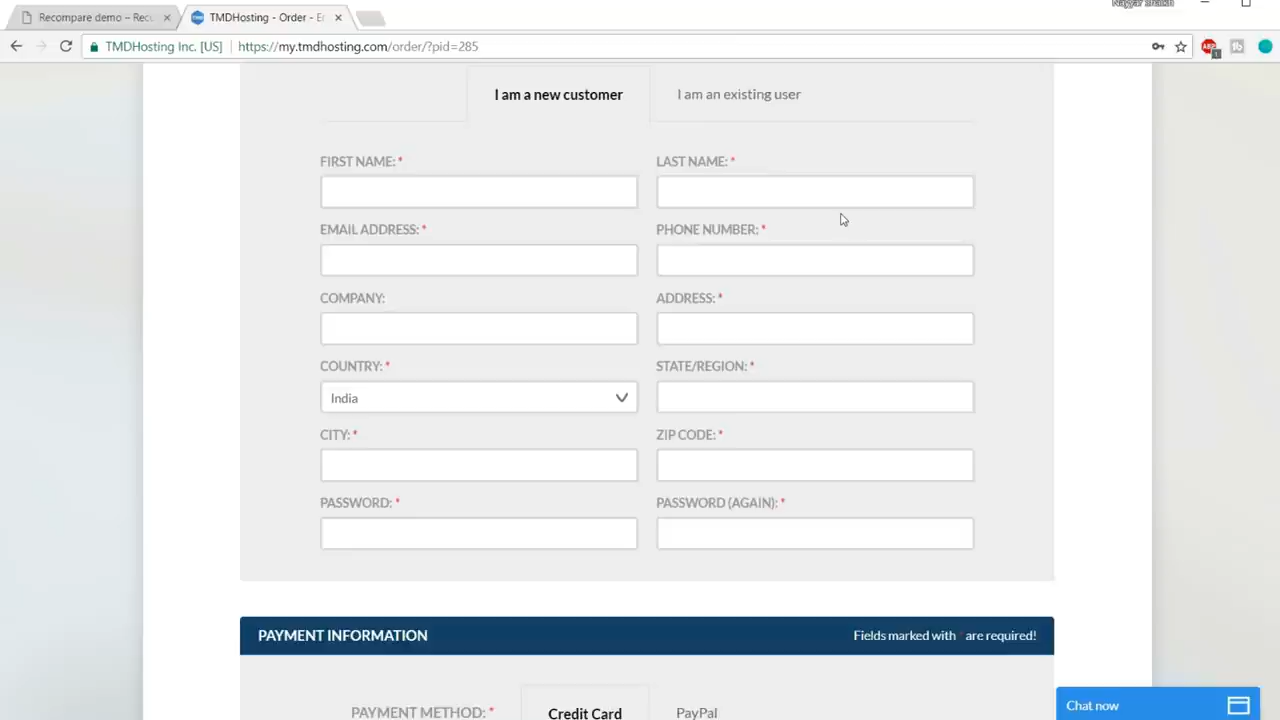 Recompare demo – Recu
TMDHosting - Order - Er
TMDHosting Inc. [US]
https://my.tmdhosting.com/order/?pid=285
I am a new customer
I am an existing user
FIRST NAME: *
LAST NAME: *
EMAIL ADDRESS: *
PHONE NUMBER: *
COMPANY:
ADDRESS: *
COUNTRY: *
STATE/REGION: *
India
CITY: *
ZIP CODE: *
PASSWORD: *
PASSWORD (AGAIN): *
PAYMENT INFORMATION
Fields marked with * are required!
PAYMENT METHOD: *
Credit Card
PayPal
Chat now